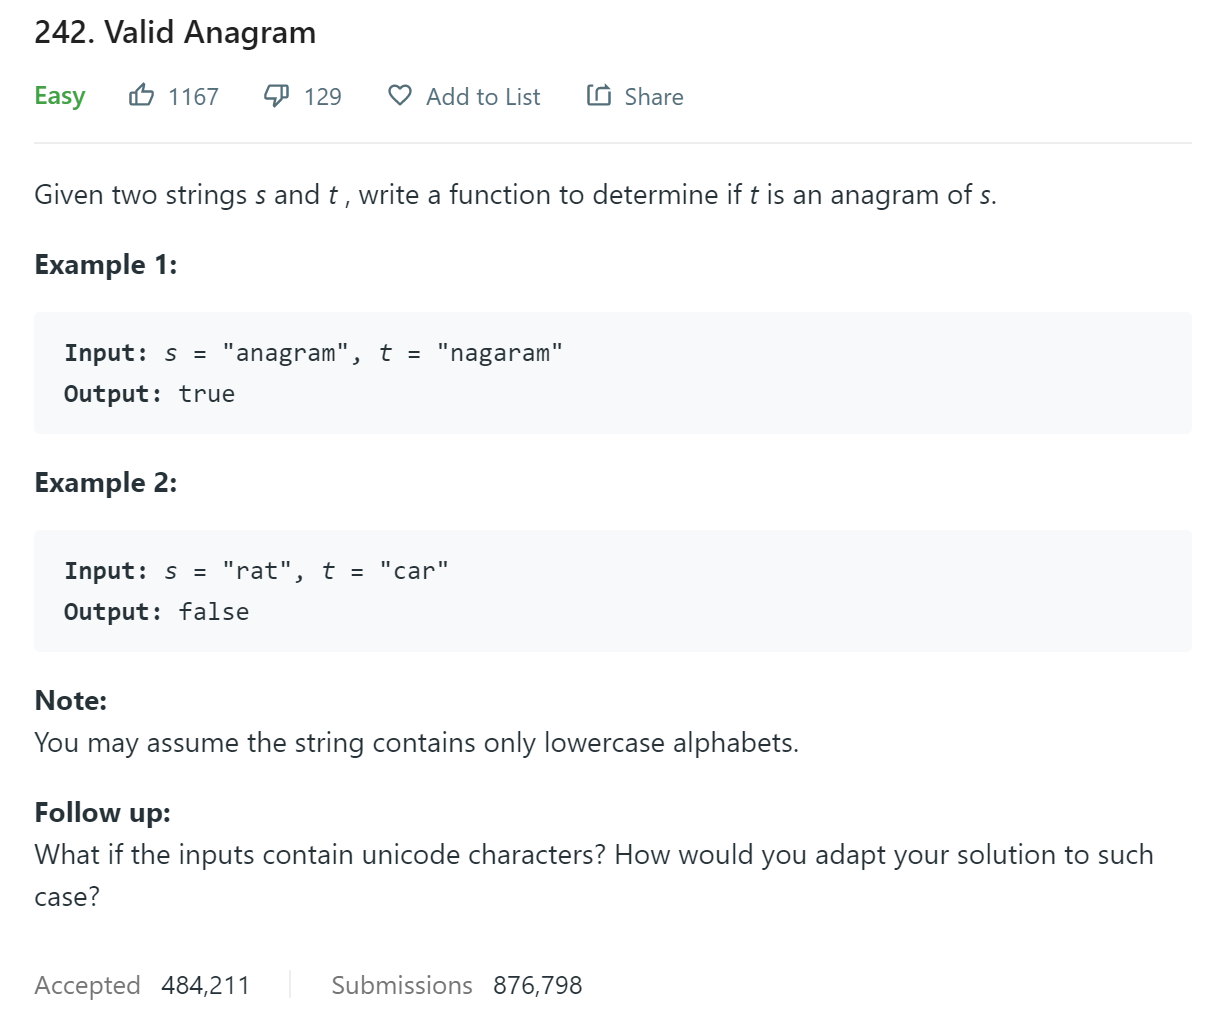 242. Valid Anagram
Easy 1167 129 Add to List Share
Given two strings s and t , write a function to determine if t is an anagram of s.
Example 1:
Input: s = "anagram", t = "nagaram"
Output: true
Example 2:
Input: s = "rat", t = "car"
Output: false
Note:
You may assume the string contains only lowercase alphabets.
Follow up:
What if the inputs contain unicode characters? How would you adapt your solution to such
case?
Accepted 484,211 Submissions 876,798